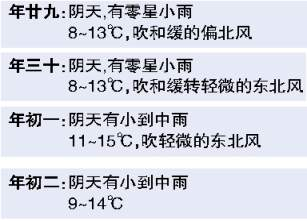 年廿九:阴天,有零星小雨
8~13℃,吹和缓的偏北风
年三十:阴天,有零星小雨
8~13℃,吹和缓转轻微的东北风
年初一:阴天有小到中雨
11~15℃,吹轻微的东北风
年初二:阴天有小到中雨
9~14℃